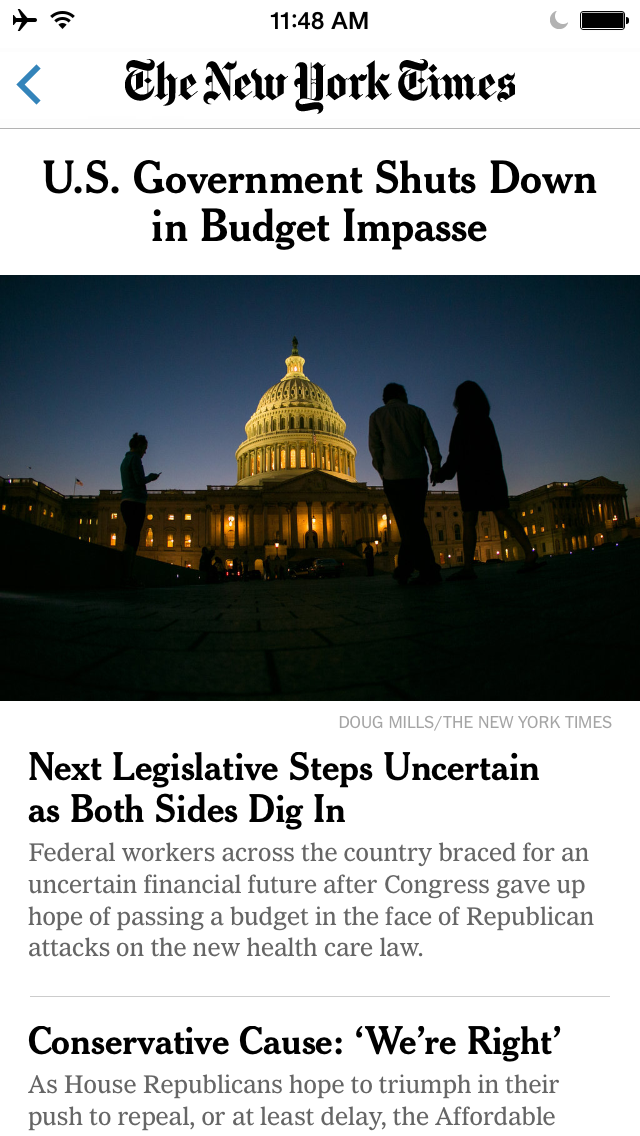 11:48 AM
The New York Times
U.S. Government Shuts Down
in Budget Impasse
DOUG MILLS/THE NEW YORK TIMES
Next Legislative Steps Uncertain
as Both Sides Dig In
Federal workers across the country braced for an
uncertain financial future after Congress gave up
hope of passing a budget in the face of Republican
attacks on the new health care law.
Conservative Cause: ‘We’re Right’
As House Republicans hope to triumph in their
push to repeal, or at least delay, the Affordable